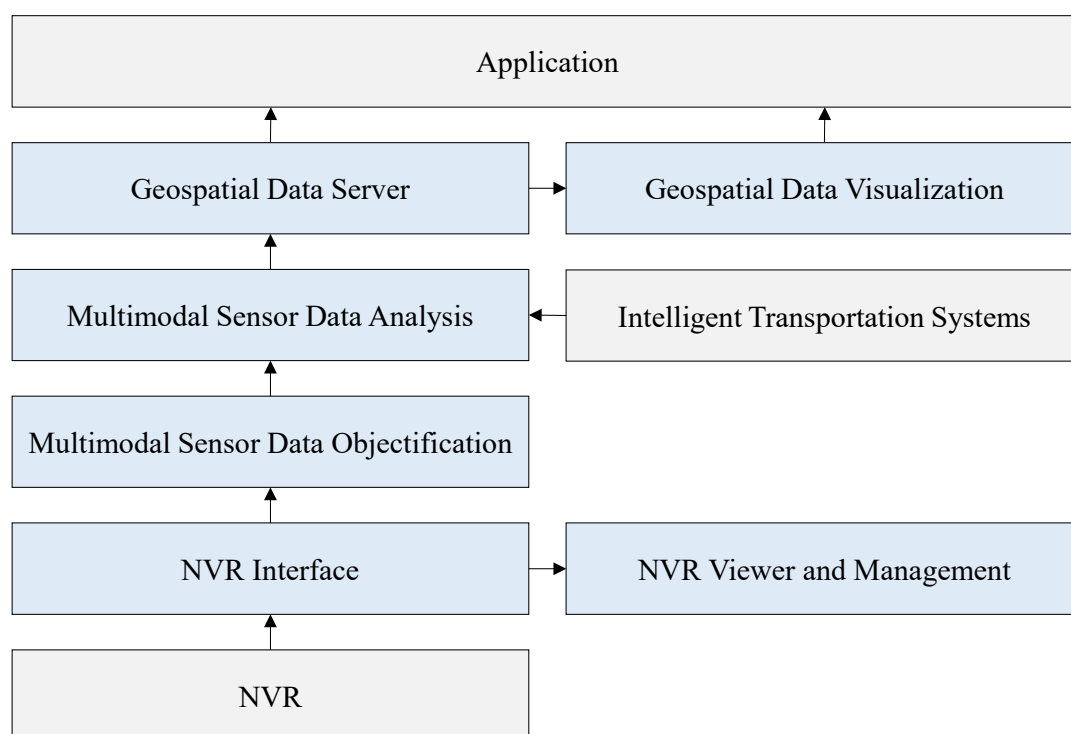 Application
Geospatial Data Server
Geospatial Data Visualization
Multimodal Sensor Data Analysis
Intelligent Transportation Systems
Multimodal Sensor Data Objectification
NVR Interface
NVR Viewer and Management
NVR